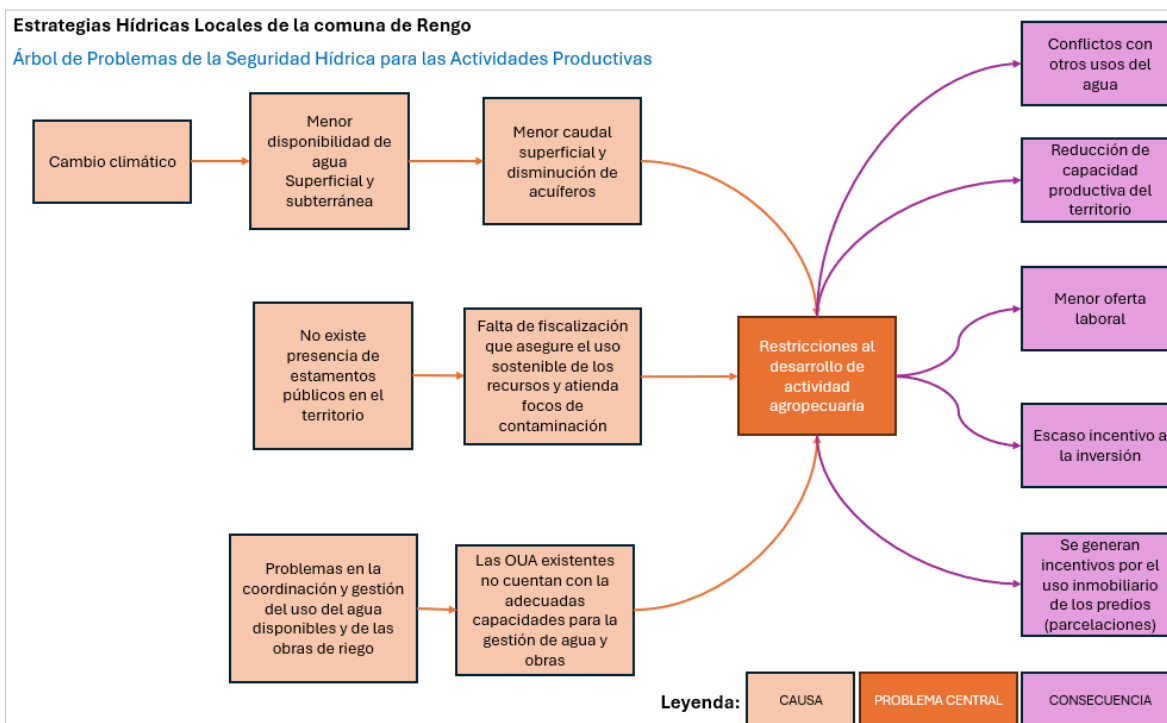 Estrategias Hídricas Locales de la comuna de Rengo
Árbol de Problemas de la Seguridad Hídrica para las Actividades Productivas
Cambio climático
Menor
disponibilidad de
agua
Superficial y
subterránea
Menor caudal
superficial y
disminución de
acuíferos
No existe
presencia de
estamentos
públicos en el
territorio
Falta de fiscalización
que asegure el uso
sostenible de los
recursos y atienda
focos de
contaminación
Problemas en la
coordinación y gestión
del uso del agua
disponibles y de las
obras de riego
Las OUA existentes
no cuentan con la
adecuadas
capacidades para la
gestión de agua y
obras
Restricciones al
desarrollo de
actividad
agropecuaria
Conflictos con
otros usos del
agua
Reducción de
capacidad
productiva del
territorio
Menor oferta
laboral
Escaso incentivo a
la inversión
Se generan
incentivos por el
uso inmobiliario
de los predios
(parcelaciones)
Leyenda:
CAUSA
PROBLEMA CENTRAL
CONSECUENCIA